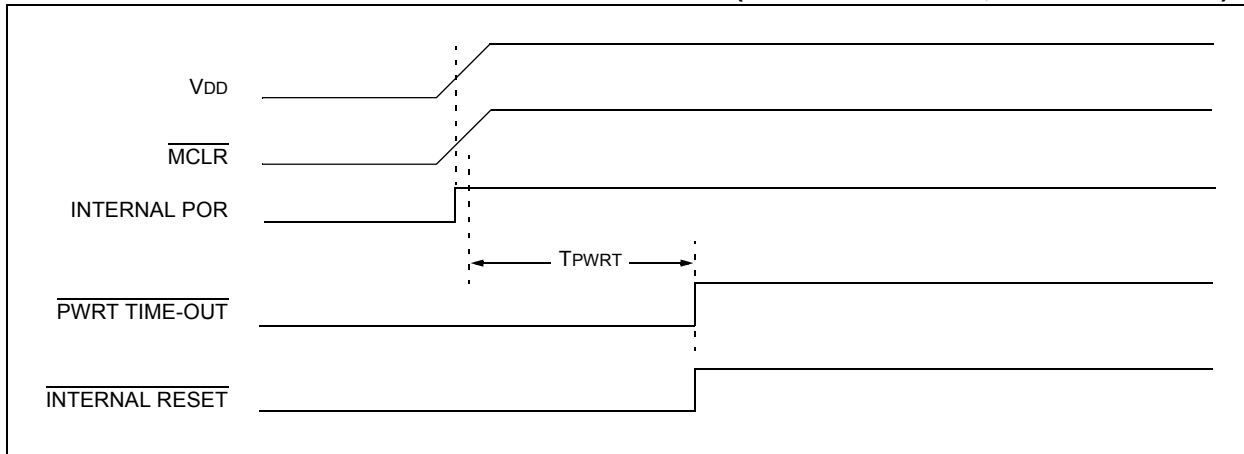 VDD
MCLR
INTERNAL POR
TPWRT
PWRT TIME-OUT
INTERNAL RESET